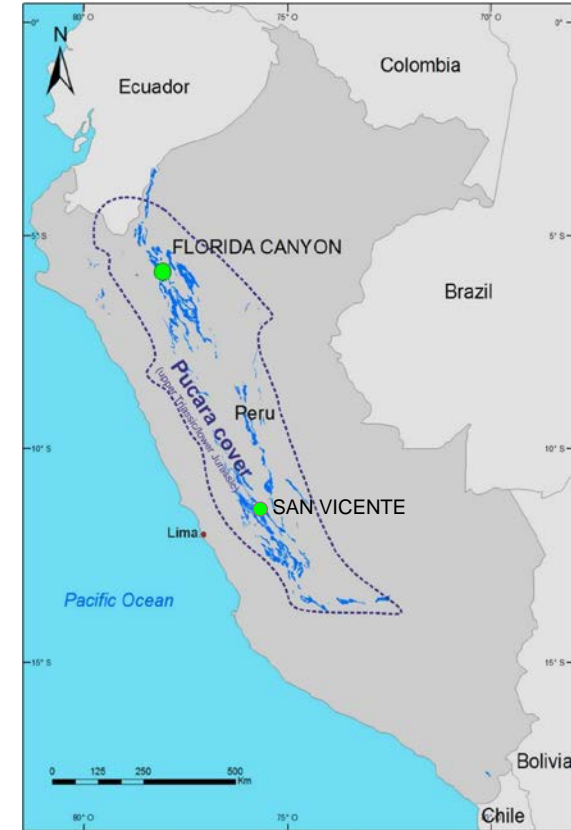 80° O
75° O
70° O
0°
0°
N
Colombia
Ecuador
5° S
5° S
FLORIDA CANYON
Brazil
Pucara cover
(upper Triassic/lower Jurassic)
Peru
10° S
10° S
SAN VICENTE
Lima
Pacific Ocean
15° S
15° S
Bolivia
0 125 250 500
Km
Chile
80° O
75° O
70° O